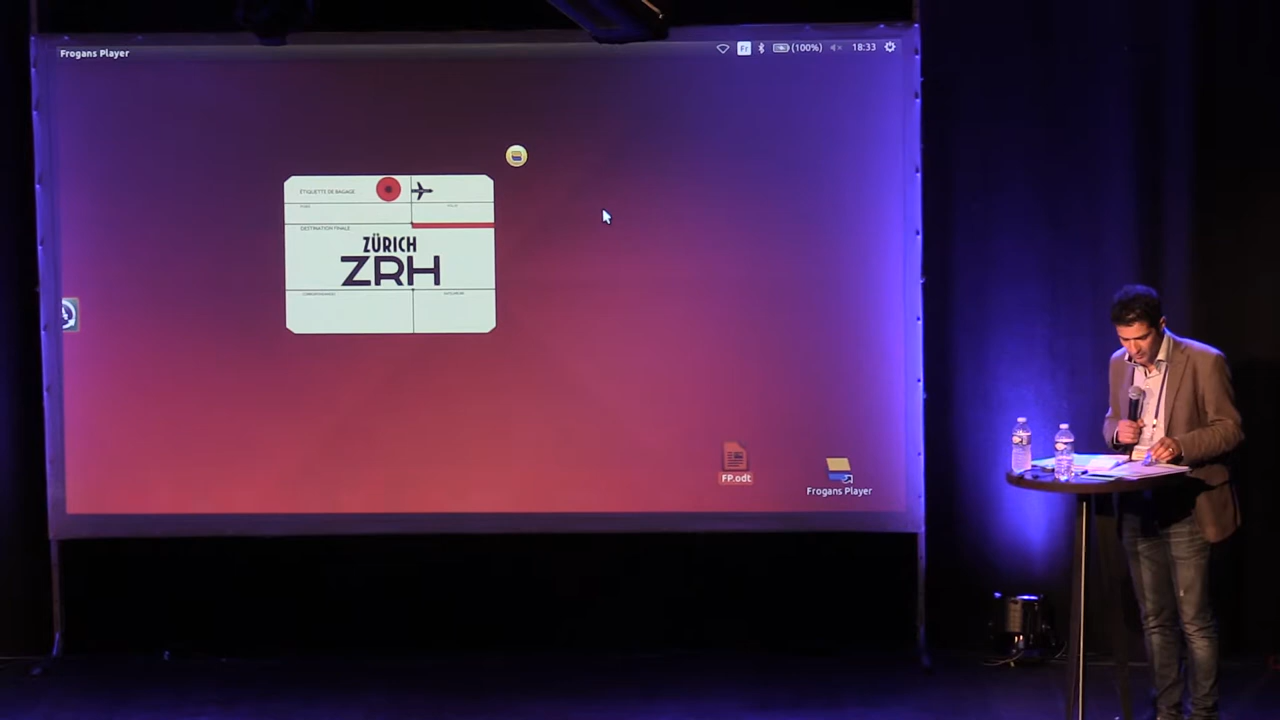 Frogans Player
Fr
(100%)
18:33
ÉTIQUETTE DE BAGAGE
DESTINATION FINALE
ZÜRICH
ZRH
FP.odt
Frogans Player